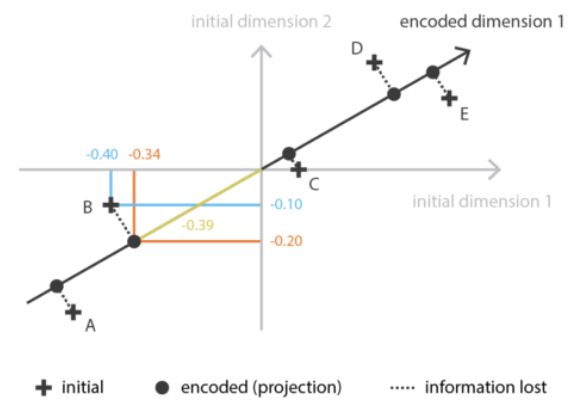 initial dimension 2
encoded dimension 1
D
E
-0.40 -0.34
C
B
-0.10
initial dimension 1
-0.39
-0.20
A
initial
encoded (projection)
information lost